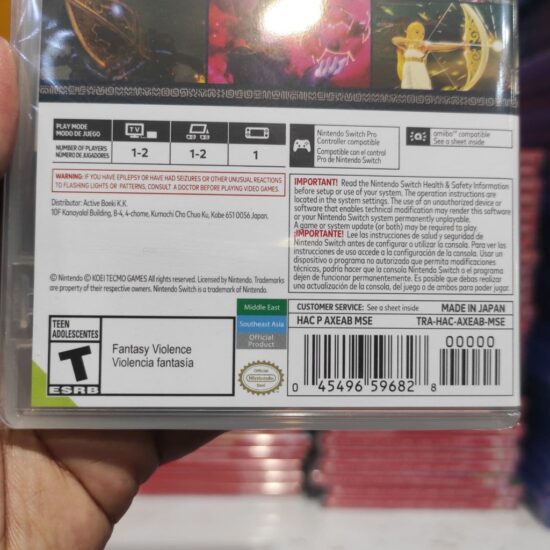 PLAY MODE
MODO DE JUEGO
TV
NUMBER OF PLAYERS
NÚMERO DE JUGADORES
1-2
1-2
1
Nintendo Switch Pro
Controller compatible
Compatible con el control
Pro de Nintendo Switch
amiibo™ compatible
See a sheet inside
WARNING: IF YOU HAVE EPILEPSY OR HAVE HAD SEIZURES OR OTHER UNUSUAL REACTIONS
TO FLASHING LIGHTS OR PATTERNS, CONSULT A DOCTOR BEFORE PLAYING VIDEO GAMES.
Distributor: Active Boeki K.K.
10F Kanayalai Building, 8-4, 4-chome, Kumochi Cho Chuo Ku, Kobe 651 0056 Japan.
IMPORTANT! Read the Nintendo Switch Health & Safety Information
before setup or use of your system. The operation instructions are
located in the system settings. The use of an unauthorized device or
software that enables technical modification may render this software
or your Nintendo Switch system permanently unplayable.
A game or system update (or both) may be required to play.
¡IMPORTANTE! Lee las instrucciones de salud y seguridad de
Nintendo Switch antes de configurar o utilizar la consola. Para ver las
instrucciones de uso accede a la configuración de la consola. Usar un
dispositivo o programa no autorizado que permita modificaciones
técnicas, podría hacer que la consola Nintendo Switch o el programa
dejen de funcionar permanentemente. Es posible que debas realizar
una actualización de la consola, del juego o de ambos para poder jugar.
© Nintendo © KOEI TECMO GAMES All rights reserved. Licensed by Nintendo. Trademarks
are property of their respective owners. Nintendo Switch is a trademark of Nintendo.
TEEN
ADOLESCENTES
T
ESRB
Fantasy Violence
Violencia fantasía
Middle East
Southeast Asia
Official
Product
Official
Nintendo
Seal
CUSTOMER SERVICE: See a sheet inside
MADE IN JAPAN
HAC P AXEAB MSE
TRA-HAC-AXEAB-MSE
00000
0 45496 59682 8